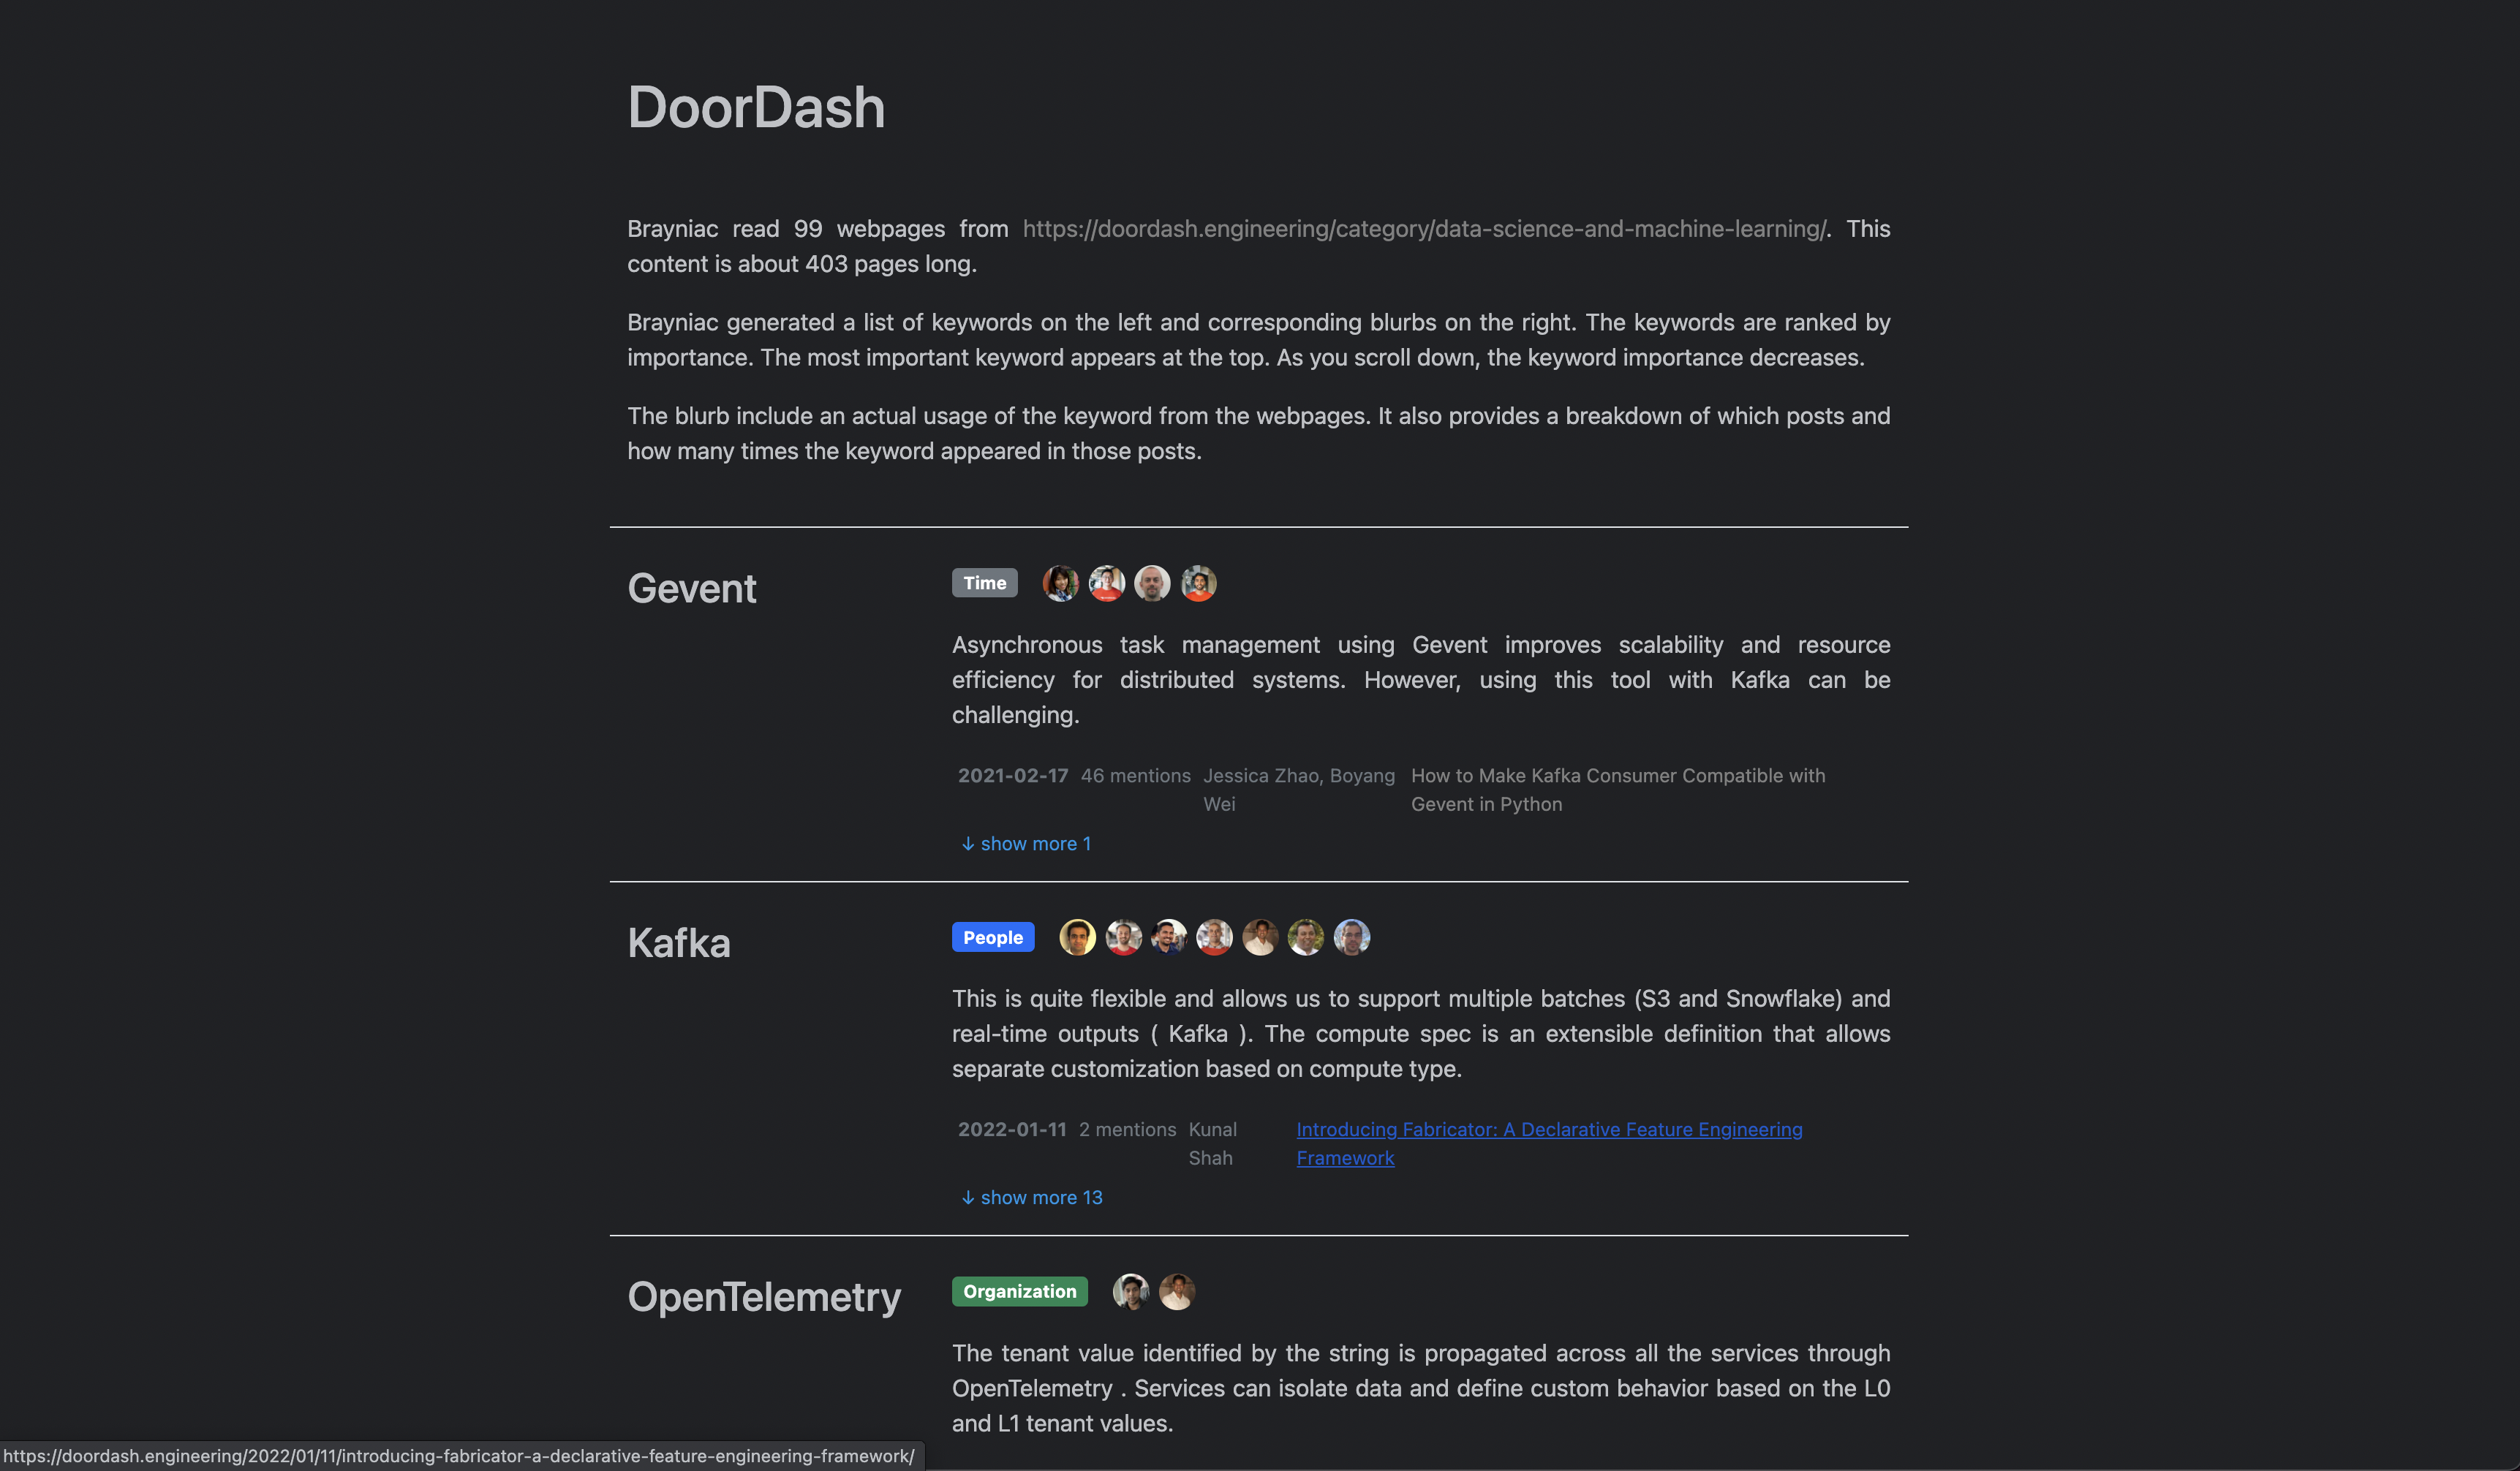 DoorDash
Brayniac read 99 webpages from https://doordash.engineering/category/data-science-and-machine-learning/. This
content is about 403 pages long.
Brayniac generated a list of keywords on the left and corresponding blurbs on the right. The keywords are ranked by
importance. The most important keyword appears at the top. As you scroll down, the keyword importance decreases.
The blurb include an actual usage of the keyword from the webpages. It also provides a breakdown of which posts and
how many times the keyword appeared in those posts.
Gevent
Time
Asynchronous task management using Gevent improves scalability and resource
efficiency for distributed systems. However, using this tool with Kafka can be
challenging.
2021-02-17 46 mentions Jessica Zhao, Boyang How to Make Kafka Consumer Compatible with
Wei Gevent in Python
↓ show more 1
Kafka
People
This is quite flexible and allows us to support multiple batches (S3 and Snowflake) and
real-time outputs ( Kafka ). The compute spec is an extensible definition that allows
separate customization based on compute type.
2022-01-11 2 mentions Kunal Introducing Fabricator: A Declarative Feature Engineering
Shah Framework
↓ show more 13
OpenTelemetry
Organization
The tenant value identified by the string is propagated across all the services through
OpenTelemetry . Services can isolate data and define custom behavior based on the L0
and L1 tenant values.
https://doordash.engineering/2022/01/11/introducing-fabricator-a-declarative-feature-engineering-framework/